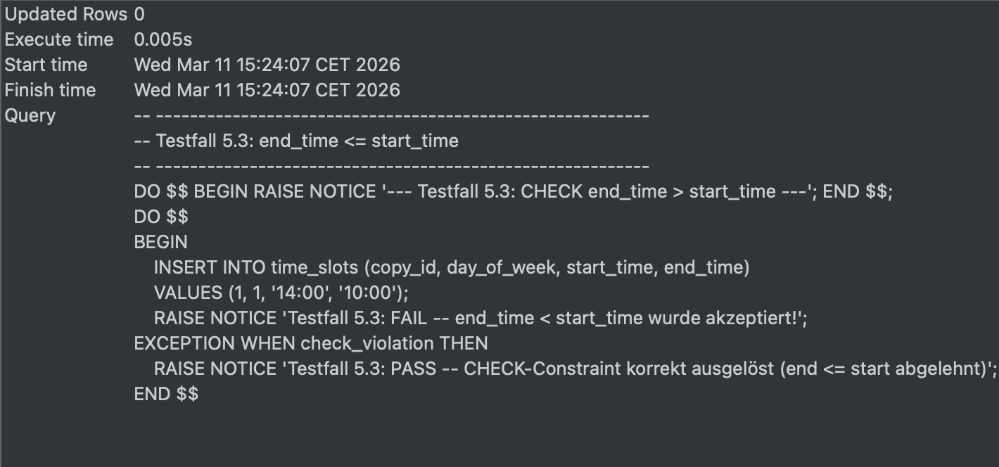 Updated Rows 0
Execute time 0.005s
Start time Wed Mar 11 15:24:07 CET 2026
Finish time Wed Mar 11 15:24:07 CET 2026
Query -- ----------------------------------------------------------
-- Testfall 5.3: end_time <= start_time
-- ----------------------------------------------------------
DO $$ BEGIN RAISE NOTICE '--- Testfall 5.3: CHECK end_time > start_time ---'; END $$;
DO $$
BEGIN
    INSERT INTO time_slots (copy_id, day_of_week, start_time, end_time)
    VALUES (1, 1, '14:00', '10:00');
    RAISE NOTICE 'Testfall 5.3: FAIL -- end_time < start_time wurde akzeptiert!';
EXCEPTION WHEN check_violation THEN
    RAISE NOTICE 'Testfall 5.3: PASS -- CHECK-Constraint korrekt ausgelöst (end <= start abgelehnt)';
END $$